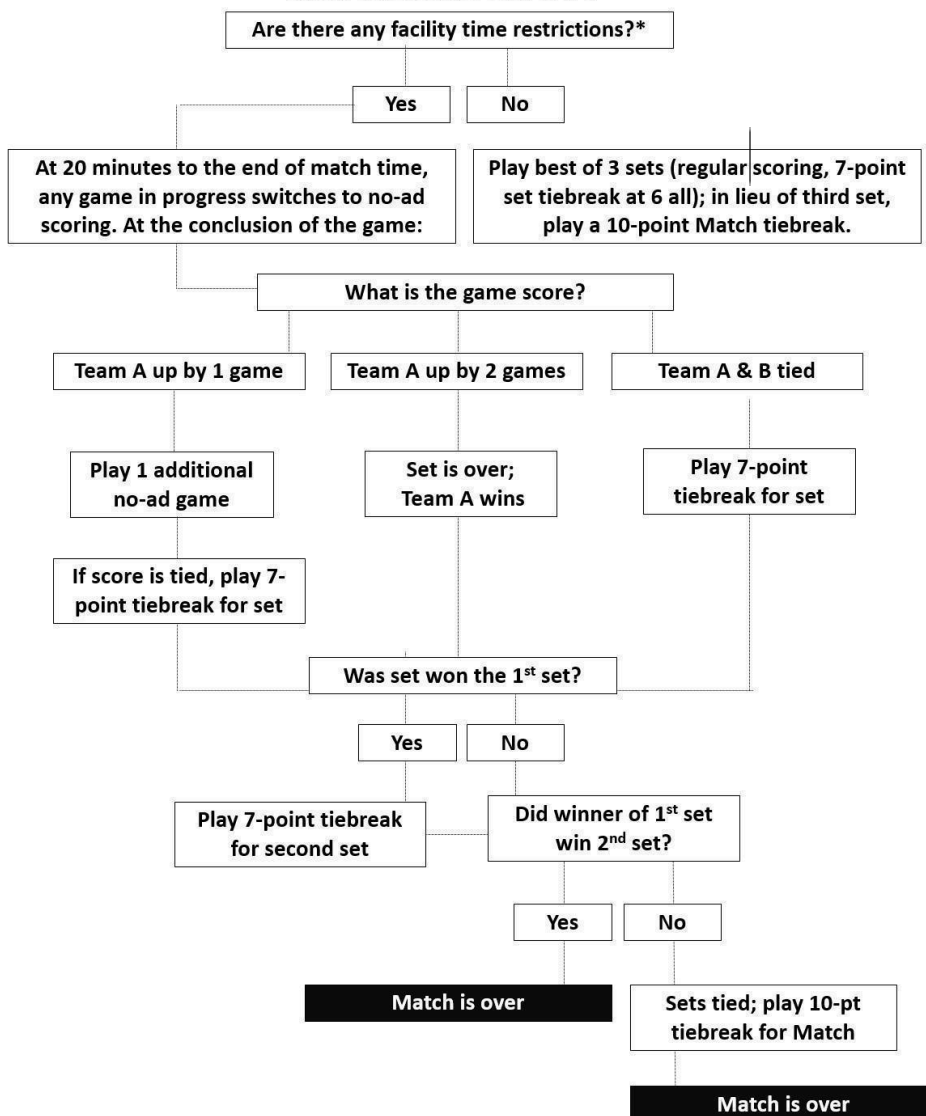 Are there any facility time restrictions?*
Yes
No
At 20 minutes to the end of match time,
any game in progress switches to no-ad
scoring. At the conclusion of the game:
Play best of 3 sets (regular scoring, 7-point
set tiebreak at 6 all); in lieu of third set,
play a 10-point Match tiebreak.
What is the game score?
Team A up by 1 game
Team A up by 2 games
Team A & B tied
Play 1 additional
no-ad game
Set is over;
Team A wins
Play 7-point
tiebreak for set
If score is tied, play 7-
point tiebreak for set
Was set won the 1st set?
Yes
No
Play 7-point tiebreak
for second set
Did winner of 1st set
win 2nd set?
Yes
No
Match is over
Sets tied; play 10-pt
tiebreak for Match
Match is over